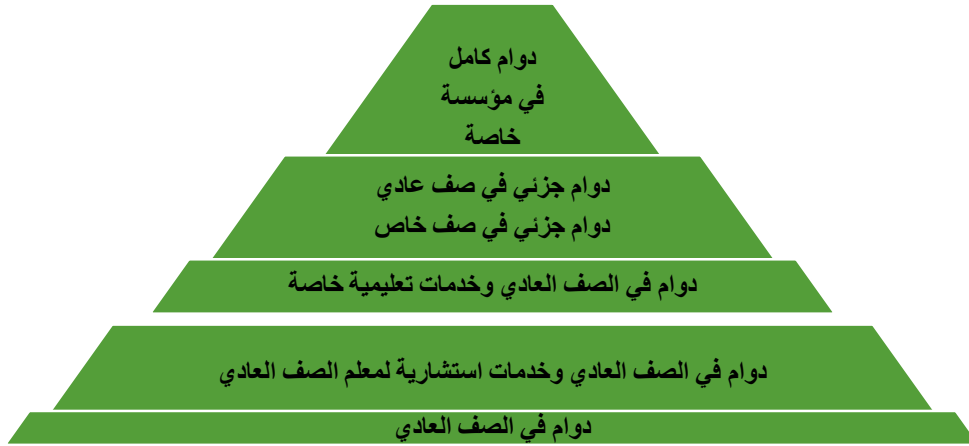 دوام كامل
في مؤسسة
خاصة
دوام جزئي في صف عادي
دوام جزئي في صف خاص
دوام في الصف العادي وخدمات تعليمية خاصة
دوام في الصف العادي وخدمات استشارية لمعلم الصف العادي
دوام في الصف العادي